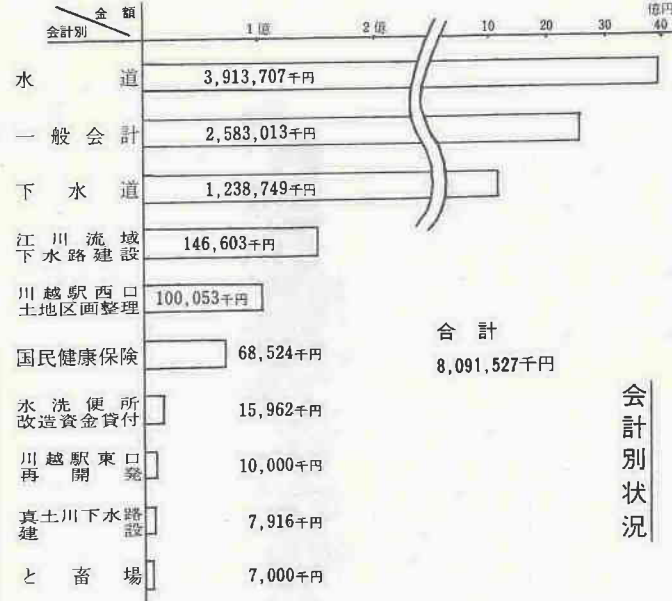 金額
会計別
1億
2億
10
20
30
40
億円
水道
3,913,707千円
一般会計
2,583,013千円
下水道
1,238,749千円
江川流域
下水路建設
146,603千円
川越駅西口
土地区画整理
100,053千円
国民健康保険
68,524千円
水洗便所
改造資金貸付
15,962千円
川越駅東口
再開発
10,000千円
真土川下水路
建設
7,916千円
と畜場
7,000千円
合計
8,091,527千円
会計別状況